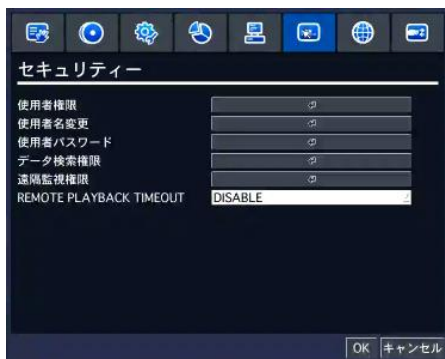 セキュリティー
使用者権限
使用者名変更
使用者パスワード
データ検索権限
遠隔監視権限
REMOTE PLAYBACK TIMEOUT DISABLE
OK キャンセル